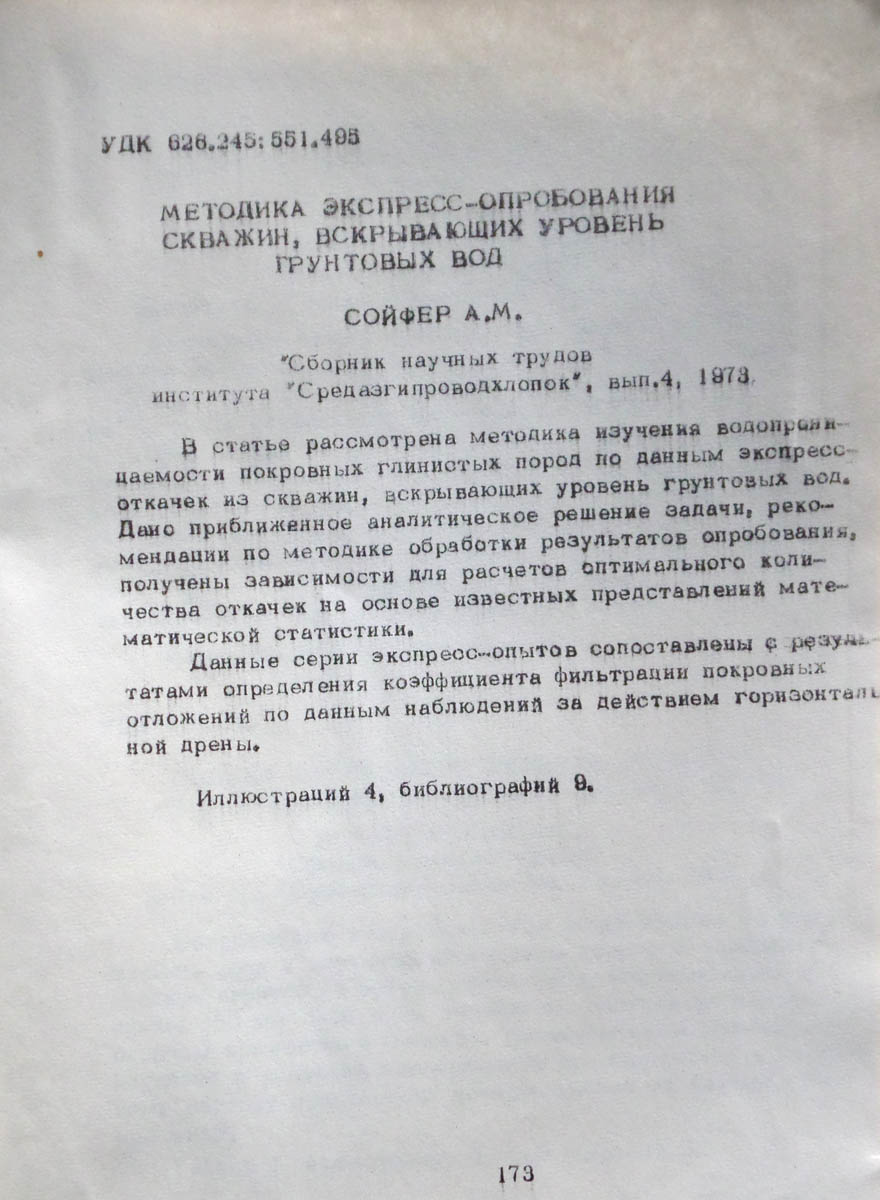 УДК 626.245:551.495
МЕТОДИКА ЭКСПРЕСС-ОПРОБОВАНИЯ
СКВАЖИН, ВСКРЫВАЮЩИХ УРОВЕНЬ
ГРУНТОВЫХ ВОД
СОЙФЕР А.М.
"Сборник научных трудов
института "Средазгипроводхлопок", вып.4, 1973
В статье рассмотрена методика изучения водопрони-
цаемости покровных глинистых пород по данным экспресс-
откачек из скважин, вскрывающих уровень грунтовых вод.
Дано приближенное аналитическое решение задачи, реко-
мендации по методике обработки результатов опробования,
получены зависимости для расчетов оптимального коли-
чества откачек на основе известных представлений мате-
матической статистики.
Данные серии экспресс-опытов сопоставлены с резуль-
татами определения коэффициента фильтрации покровных
отложений по данным наблюдений за действием горизонталь
ной дрены.
Иллюстраций 4, библиографий 9.
173